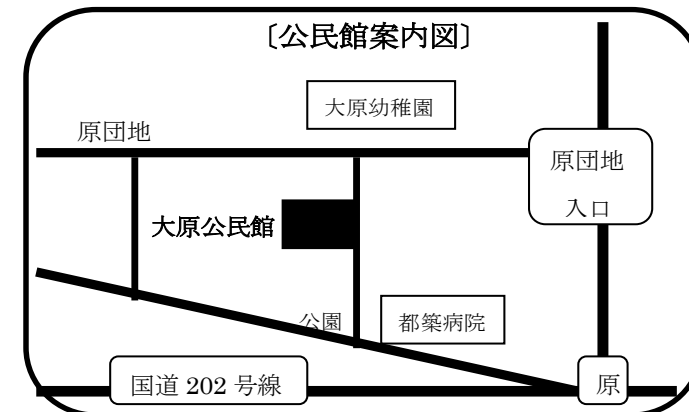 〔公民館案内図〕
大原幼稚園
原団地
原団地
入口
大原公民館
公園
都築病院
国道 202 号線
原